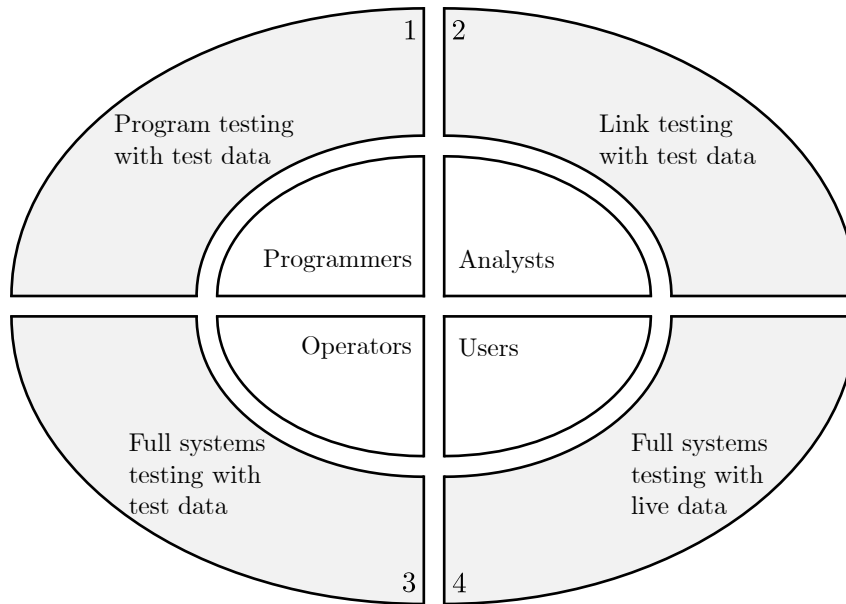 1
2
Program testing
with test data
Link testing
with test data
Programmers
Analysts
Operators
Users
Full systems
testing with
test data
Full systems
testing with
live data
3
4